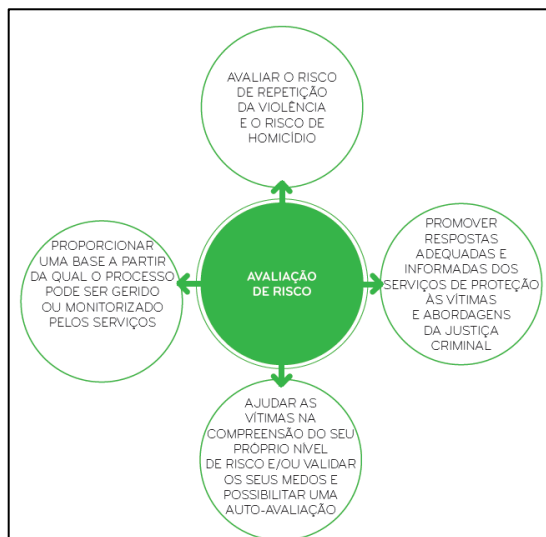 AVALIAR O RISCO
DE REPETIÇÃO
DA VIOLÊNCIA
E O RISCO DE
HOMICÍDIO
PROPORCIONAR
UMA BASE A PARTIR
DA QUAL O PROCESSO
PODE SER GERIDO
OU MONITORIZADO
PELOS SERVIÇOS
AVALIAÇÃO
DE RISCO
PROMOVER
RESPOSTAS
ADEQUADAS E
INFORMADAS DOS
SERVIÇOS DE PROTEÇÃO
ÀS VÍTIMAS
E ABORDAGENS
DA JUSTIÇA
CRIMINAL
AJUDAR AS
VÍTIMAS NA
COMPREENSÃO DO SEU
PRÓPRIO NÍVEL
DE RISCO E/OU VALIDAR
OS SEUS MEDOS E
POSSIBILITAR UMA
AUTO-AVALIAÇÃO